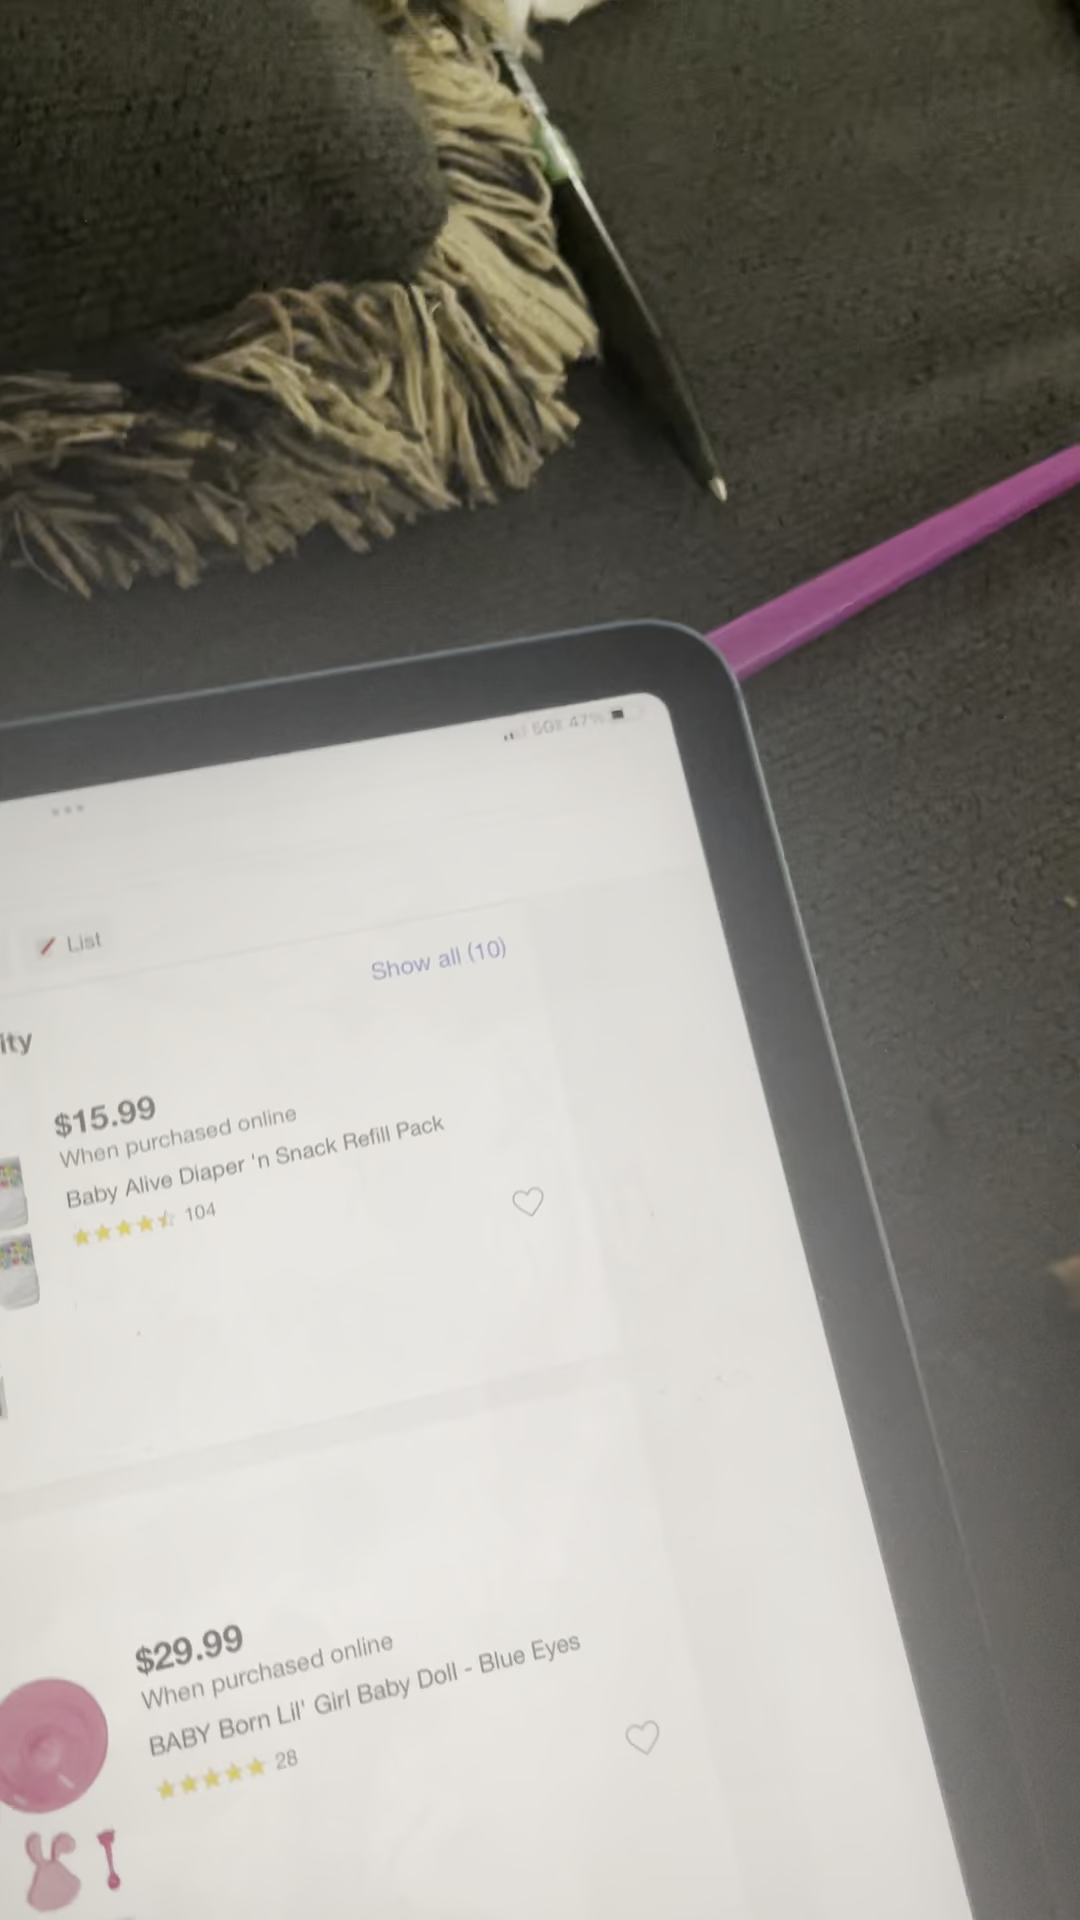 47%
List
Show all (10)
ity
$15.99
When purchased online
Baby Alive Diaper 'n Snack Refill Pack
104
$29.99
When purchased online
BABY Born Lil' Girl Baby Doll - Blue Eyes
28